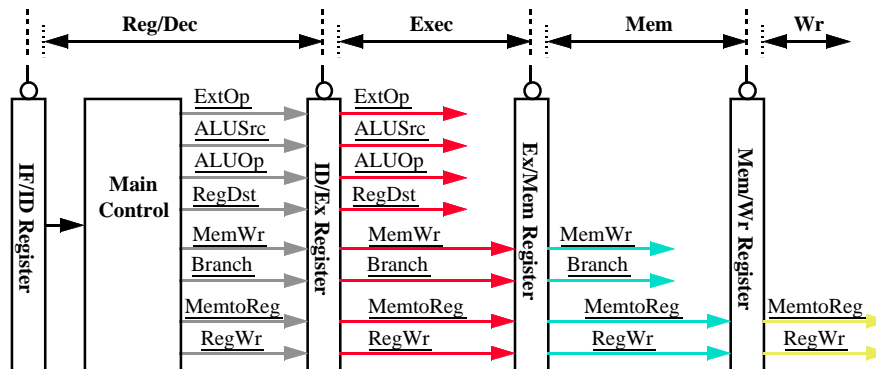 Reg/Dec Exec Mem Wr
ExtOp ExtOp
ALUSrc ALUSrc
ALUOp ALUOp
RegDst RegDst
MemWr MemWr MemWr
Branch Branch Branch
MemtoReg MemtoReg MemtoReg MemtoReg
RegWr RegWr RegWr RegWr
IF/ID Register
Main
Control
ID/Ex Register
Ex/Mem Register
Mem/Wr Register